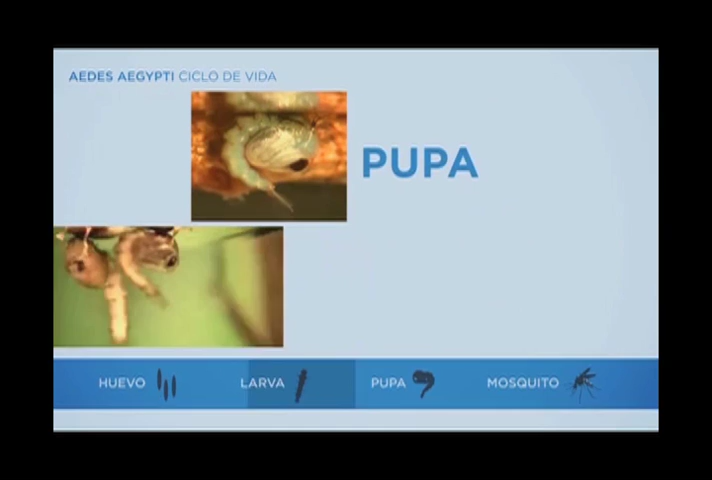 AEDES AEGYPTI CICLO DE VIDA
PUPA
HUEVO LARVA PUPA MOSQUITO